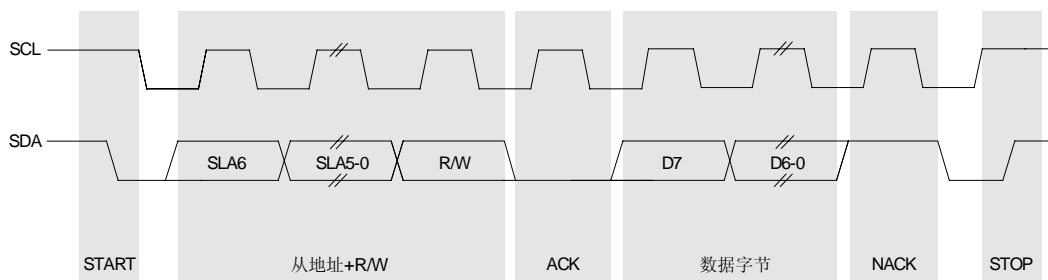 SCL
SDA
SLA6 SLA5-0 R/W D7 D6-0
START 从地址+R/W ACK 数据字节 NACK STOP